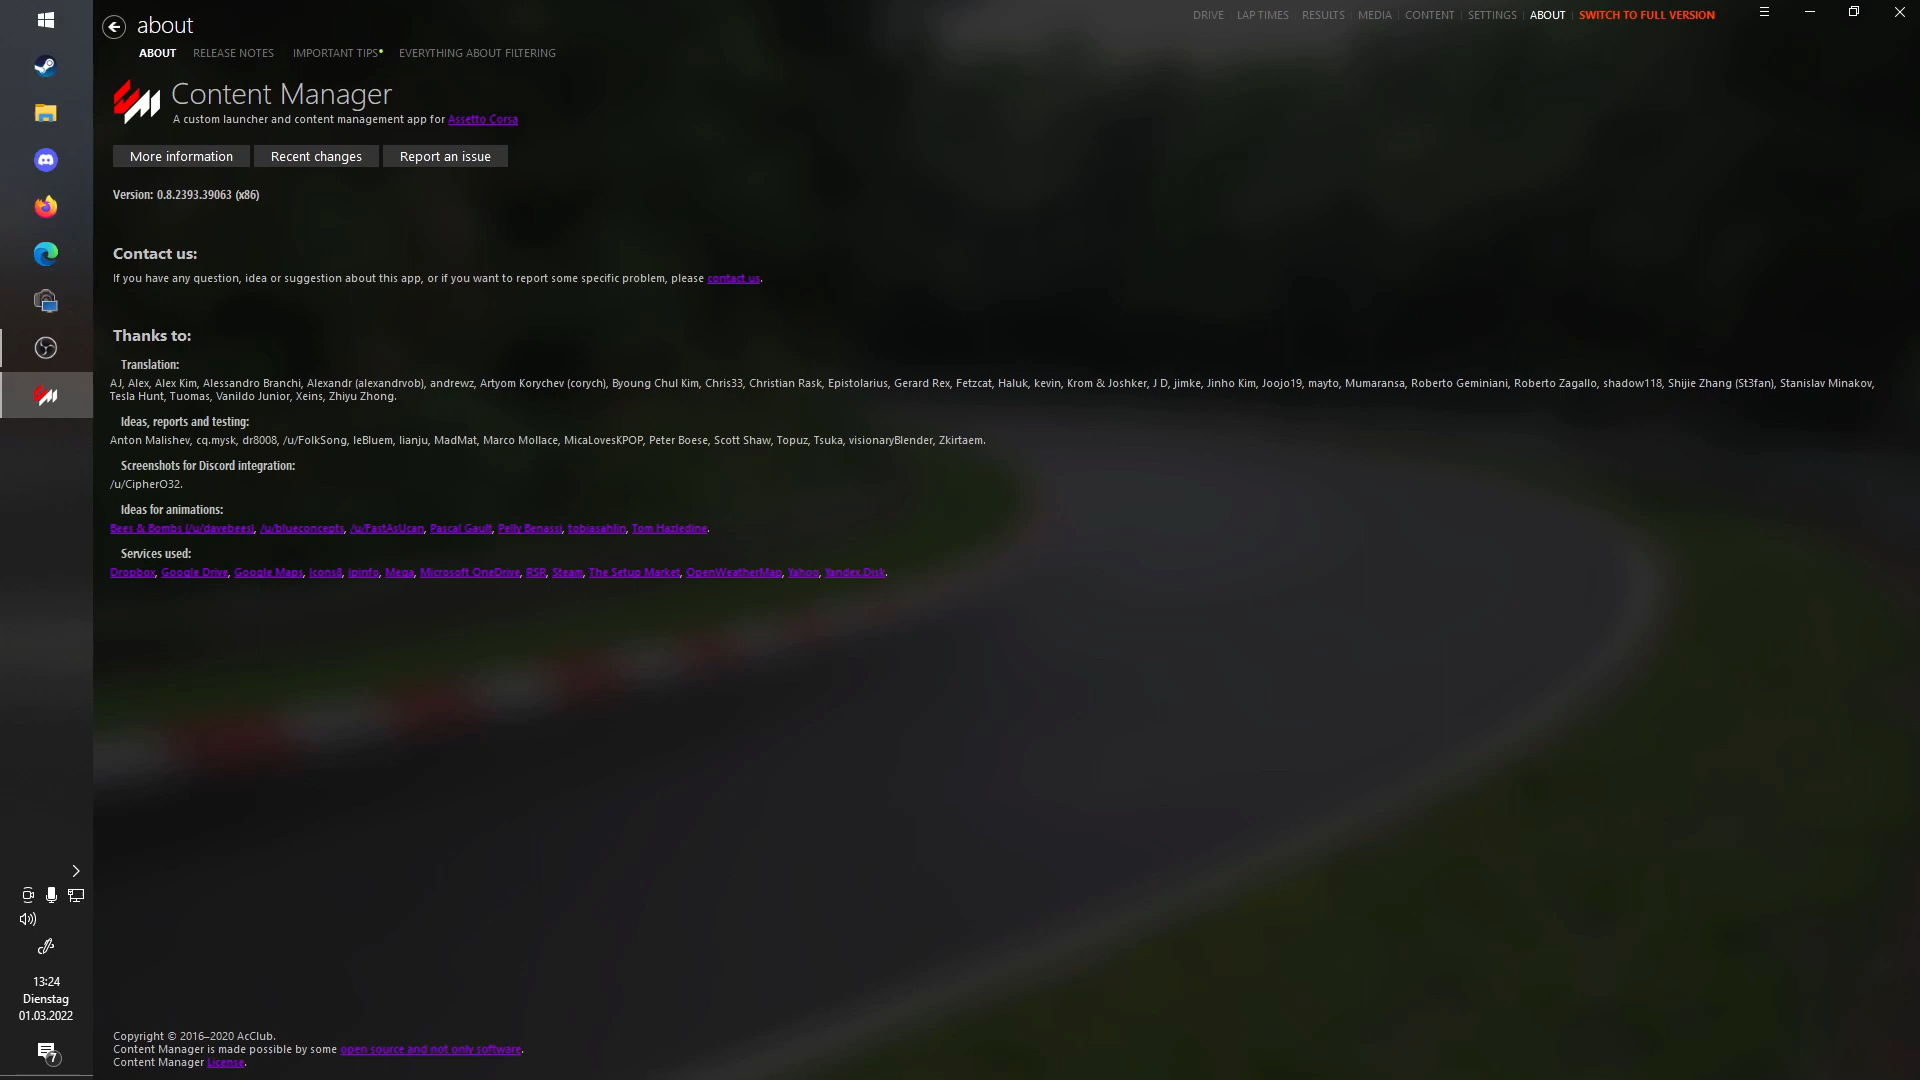 about
DRIVE LAP TIMES RESULTS MEDIA CONTENT SETTINGS ABOUT SWITCH TO FULL VERSION
ABOUT RELEASE NOTES IMPORTANT TIPS EVERYTHING ABOUT FILTERING
Content Manager
A custom launcher and content management app for Assetto Corsa
More information Recent changes Report an issue
Version: 0.8.2393.39063 (x86)
Contact us:
If you have any question, idea or suggestion about this app, or if you want to report some specific problem, please contact us.
Thanks to:
Translation:
AJ, Alex, Alex Kim, Alessandro Branchi, Alexandr (alexandrvob), andrewz, Artyom Korychev (corych), Byoung Chul Kim, Chris33, Christian Rask, Epistolarius, Gerard Rex, Fetzcat, Haluk, kevin, Krom & Joshker, J D, jimke, Jinho Kim, Joojo19, mayto, Mumaransa, Roberto Geminiani, Roberto Zagallo, shadow118, Shijie Zhang (St3fan), Stanislav Minakov,
Tesla Hunt, Tuomas, Vanildo Junior, Xeins, Zhiyu Zhong.
Ideas, reports and testing:
Anton Malishev, cq.mysk, dr8008, /u/FolkSong, leBluem, lianju, MadMat, Marco Mollace, MicaLovesKPOP, Peter Boese, Scott Shaw, Topuz, Tsuka, visionaryBlender, Zkirtaem.
Screenshots for Discord integration:
/u/CipherO32.
Ideas for animations:
Bees & Bombs (/u/davebees), /u/blueconcepts, /u/FastAsUcan, Pascal Gault, Pelly Benassi, tobiasahlin, Tom Hazledine.
Services used:
Dropbox, Google Drive, Google Maps, Icons8, ipinfo, Mega, Microsoft OneDrive, RSR, Steam, The Setup Market, OpenWeatherMap, Yahoo, Yandex.Disk.
13:24
Dienstag
01.03.2022
7
Copyright © 2016–2020 AcClub.
Content Manager is made possible by some open source and not only software.
Content Manager License.